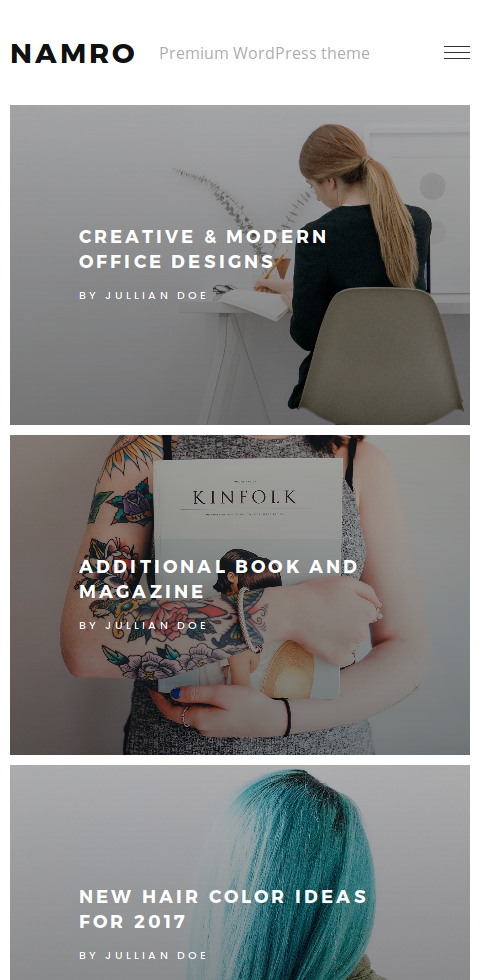 NAMRO
Premium WordPress theme
CREATIVE & MODERN
OFFICE DESIGNS
BY JULLIAN DOE
KINFOLK
ADDITIONAL BOOK AND
MAGAZINE
BY JULLIAN DOE
NEW HAIR COLOR IDEAS
FOR 2017
BY JULLIAN DOE